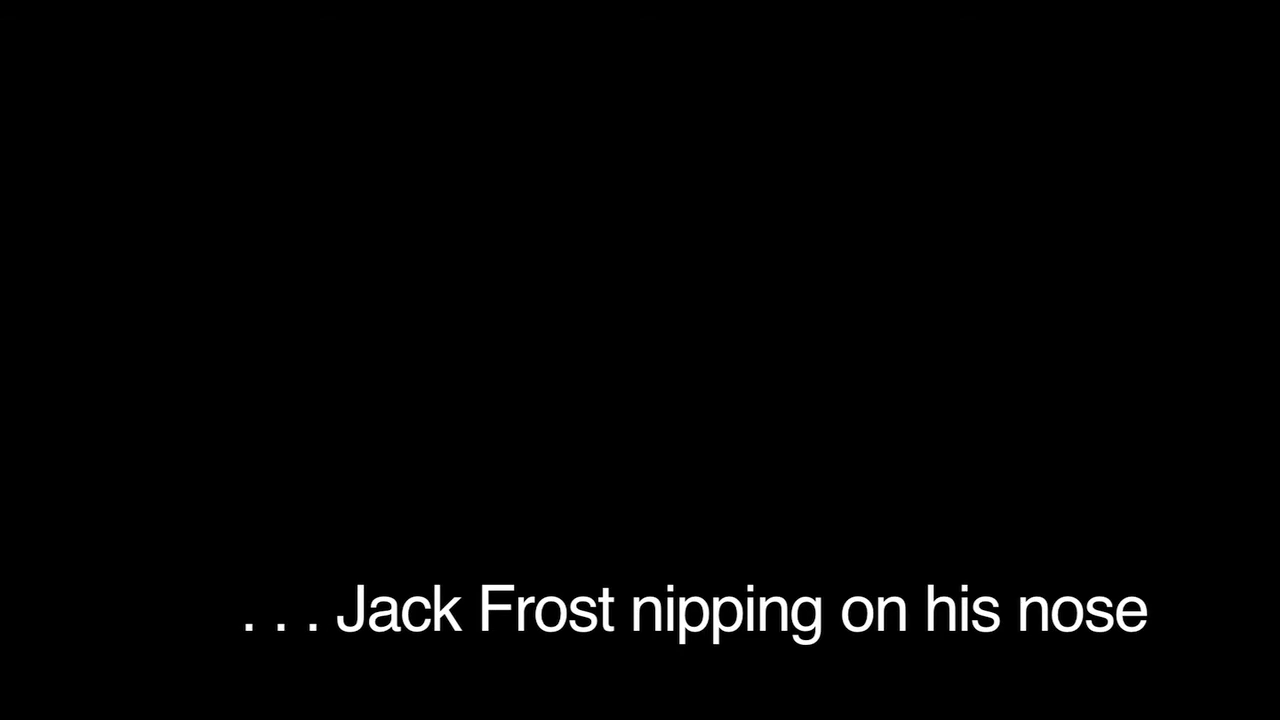 . . . Jack Frost nipping on his nose